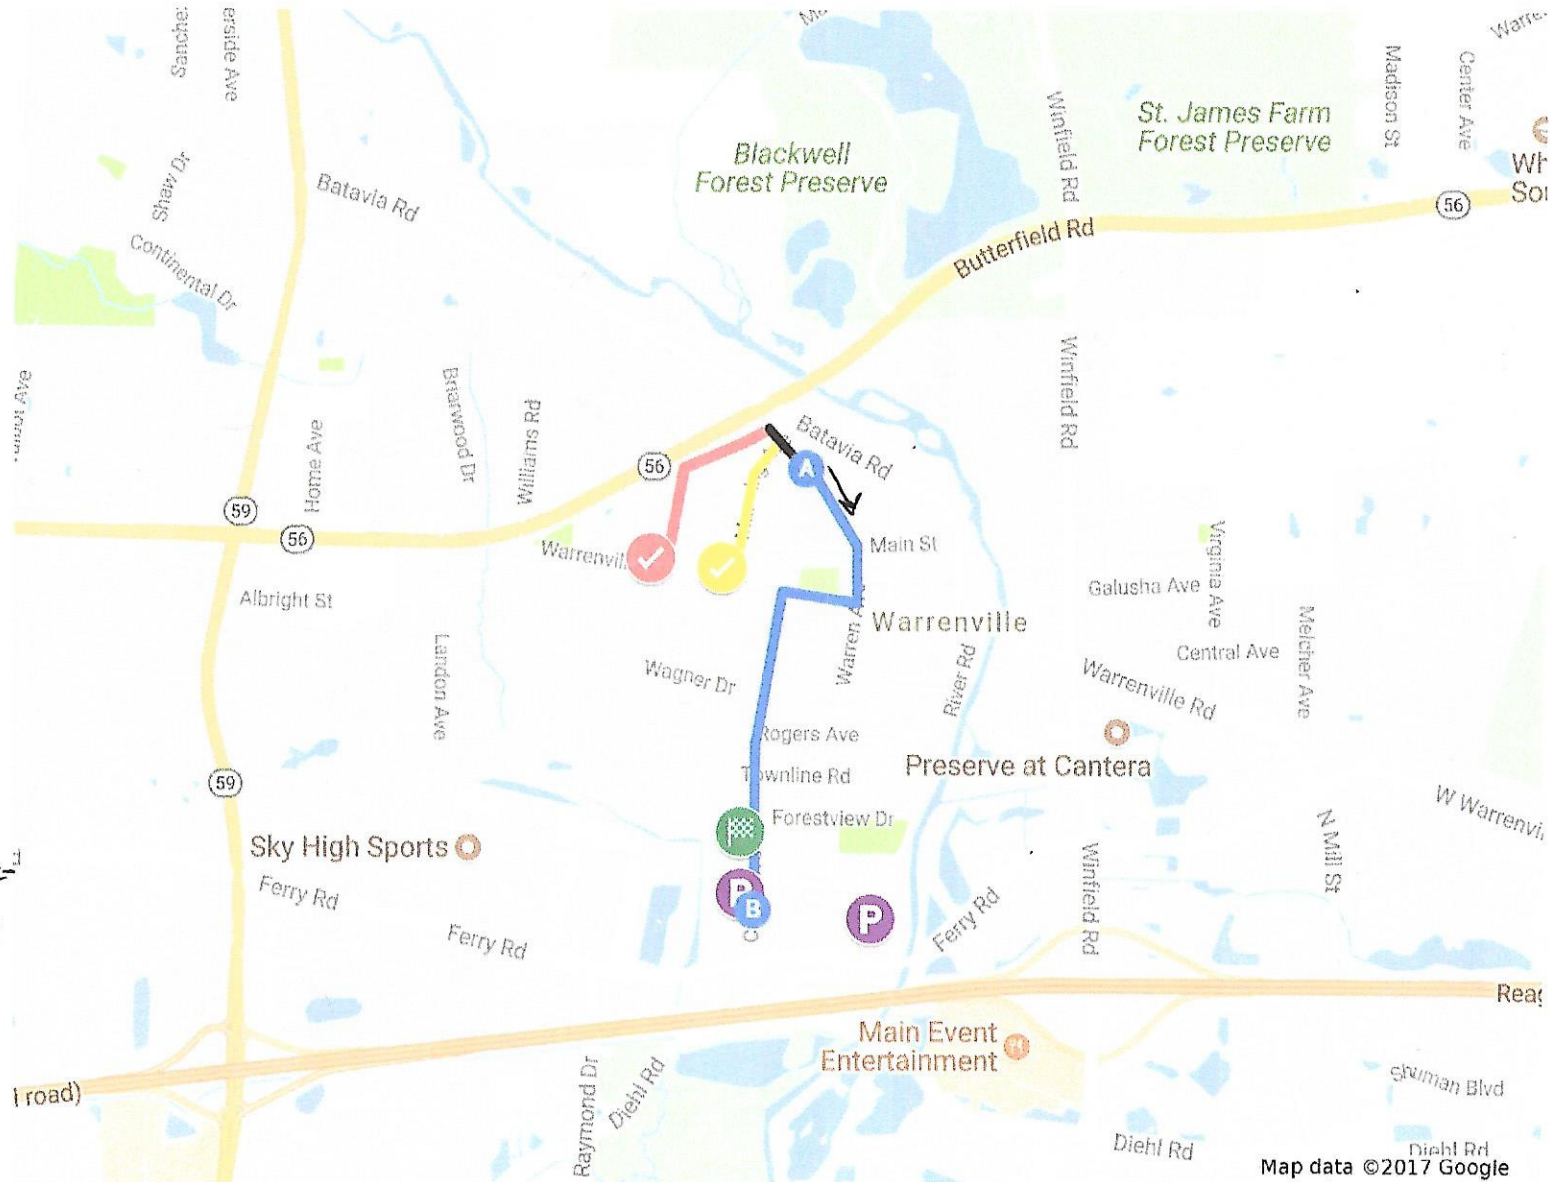 Shaw Dr
Continental Dr
Batavia Rd
Blackwell
Forest Preserve
Winfield Rd
St. James Farm
Forest Preserve
Madison St
Center Ave
56
Butterfield Rd
Home Ave
Briarwood Dr
Williams Rd
Winfield Rd
Batavia Rd
A
56
59
56
Main St
Albright St
Galusha Ave
Virginia Ave
Warrenville
Warren Av
Central Ave
Melcher Ave
Landon Ave
Wagner Dr
River Rd
Warrenville Rd
Rogers Ave
Preserve at Cantera
Townline Rd
59
Forestview Dr
Sky High Sports
N Mill St
Winfield Rd
Ferry Rd
P
B
P
Ferry Rd
Ferry Rd
Main Event
Entertainment
Raymond Dr
Diehl Rd
Shuman Blvd
Diehl Rd
Diehl Rd
Map data ©2017 Google